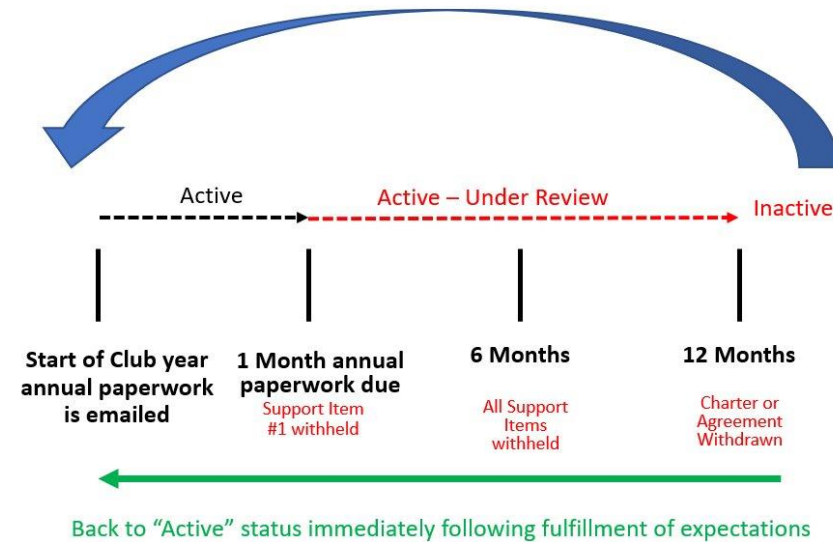 Active
Active – Under Review
Inactive
Start of Club year
annual paperwork
is emailed
1 Month annual
paperwork due
Support Item
#1 withheld
6 Months
All Support
Items
withheld
12 Months
Charter or
Agreement
Withdrawn
Back to “Active” status immediately following fulfillment of expectations